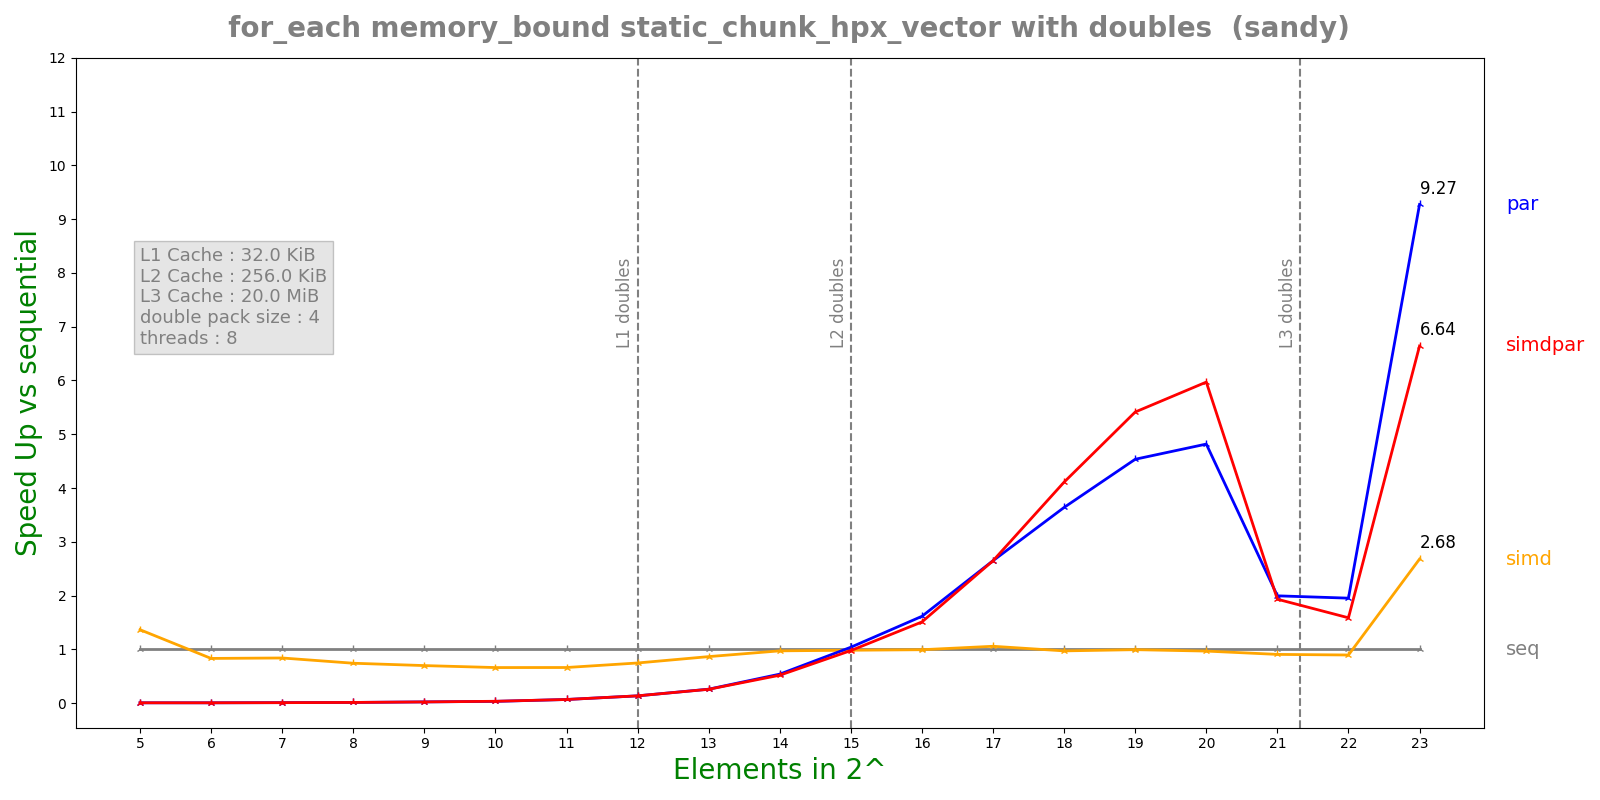 for_each memory_bound static_chunk_hpx_vector with doubles  (sandy)
Speed Up vs sequential
12
11
10
9
8
7
6
5
4
3
2
1
0
L1 Cache : 32.0 KiB
L2 Cache : 256.0 KiB
L3 Cache : 20.0 MiB
double pack size : 4
threads : 8
L1 doubles
L2 doubles
L3 doubles
9.27
6.64
2.68
par
simdpar
simd
seq
5 6 7 8 9 10 11 12 13 14 15 16 17 18 19 20 21 22 23
Elements in 2^